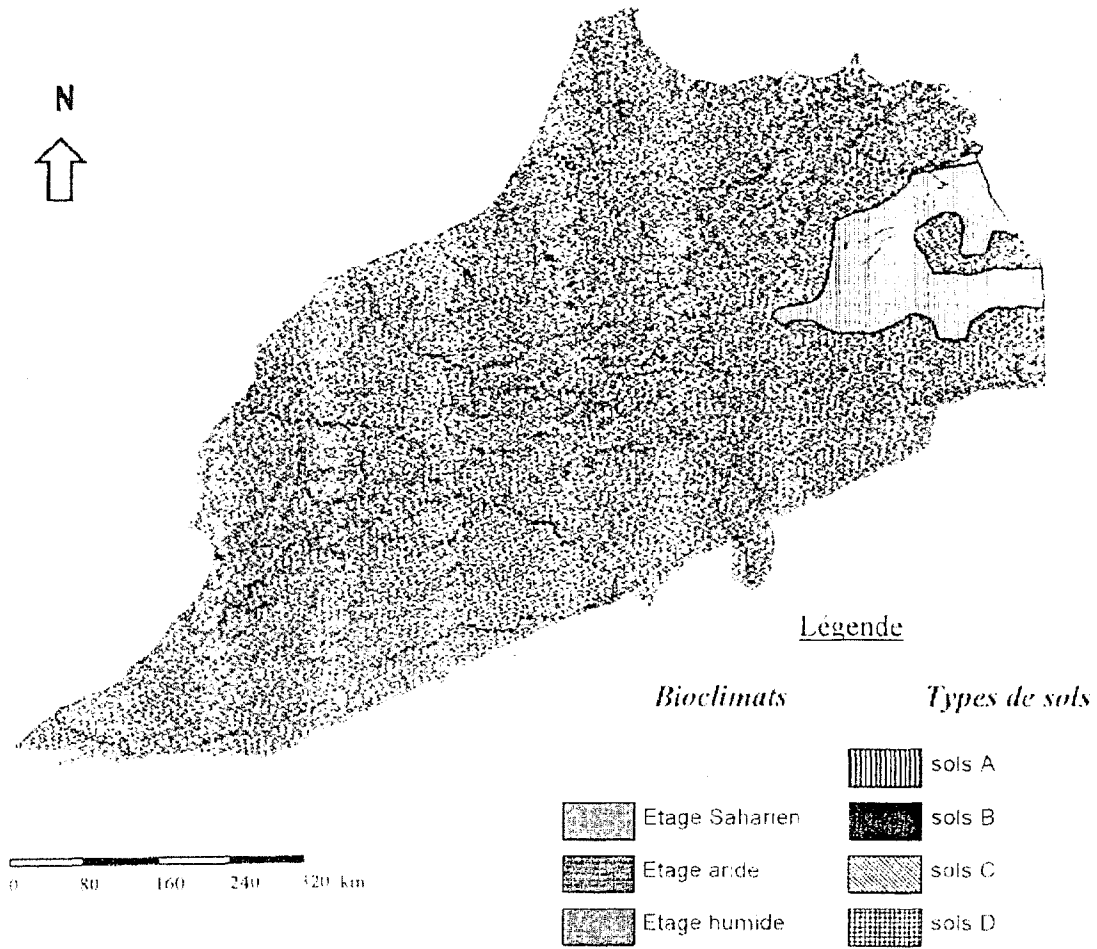 N
Légende
Bioclimats
Types de sols
sols A
Etage Saharien
sols B
Etage aride
sols C
Etage humide
sols D
0 80 160 240 320 km